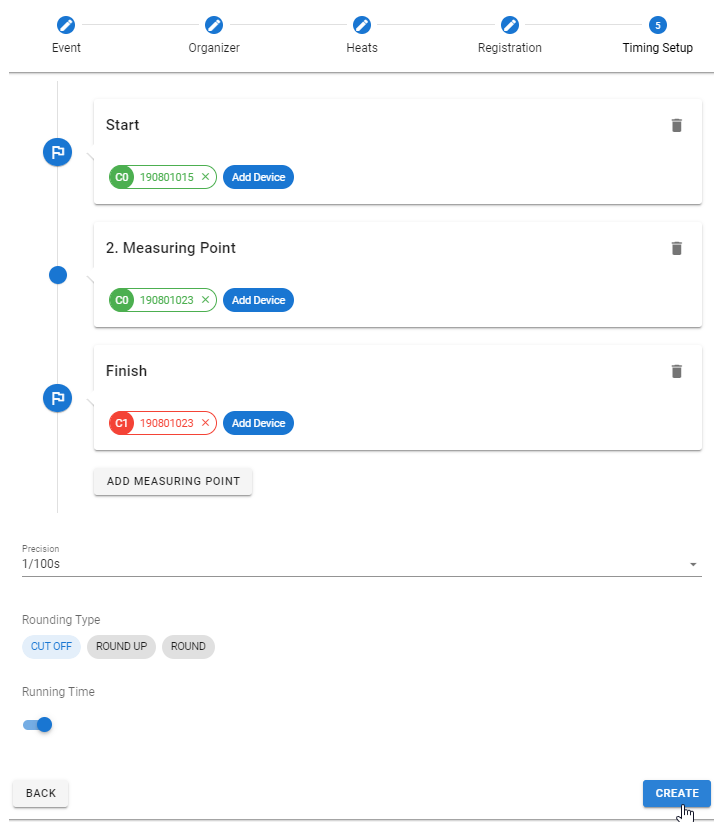 5
Event Organizer Heats Registration Timing Setup
Start
C0 190801015 × Add Device
2. Measuring Point
C0 190801023 × Add Device
Finish
C1 190801023 × Add Device
ADD MEASURING POINT
Precision
1/100s
Rounding Type
CUT OFF ROUND UP ROUND
Running Time
BACK CREATE